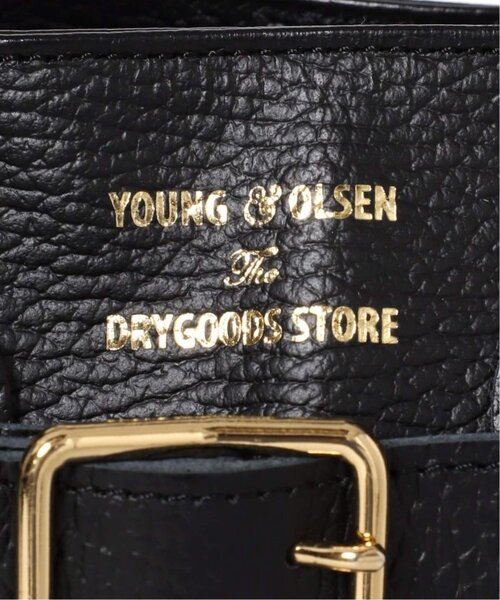 YOUNG & OLSEN
The
DRYGOODS STORE